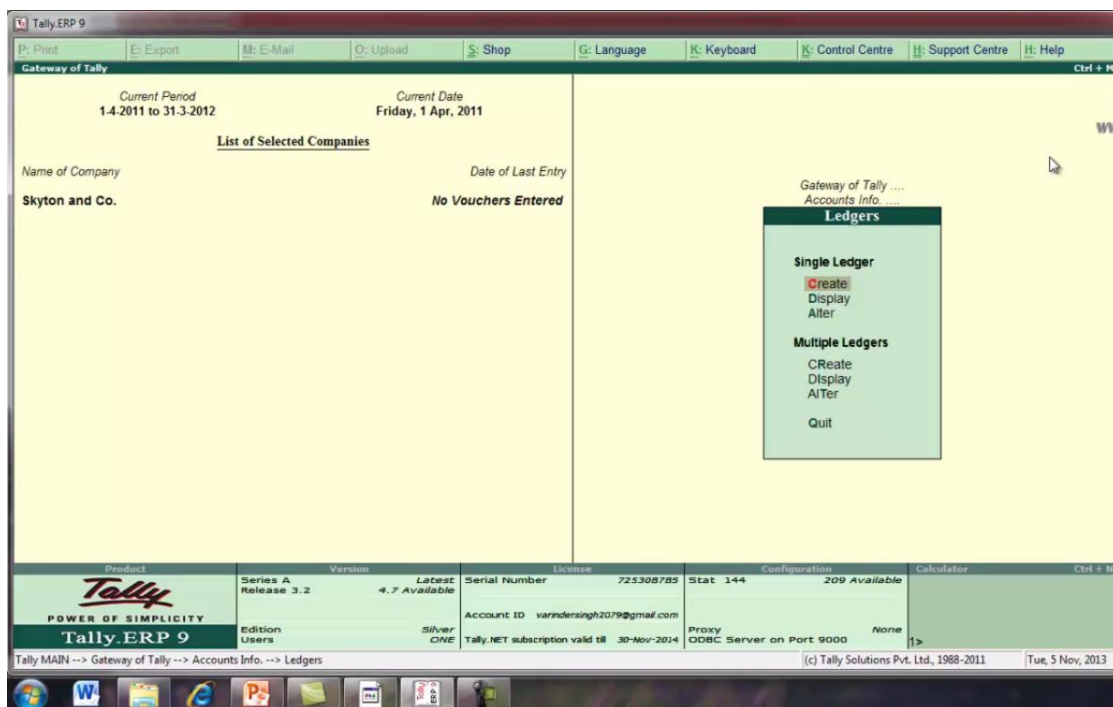 Tally.ERP 9
P: Print E: Export M: E-Mail O: Upload S: Shop G: Language K: Keyboard K: Control Centre H: Support Centre H: Help
Gateway of Tally Ctrl + M
Current Period Current Date
1-4-2011 to 31-3-2012 Friday, 1 Apr, 2011
List of Selected Companies
Name of Company Date of Last Entry
Skyton and Co. No Vouchers Entered
Gateway of Tally ....
Accounts Info. ....
Ledgers
Single Ledger
Create
Display
Alter
Multiple Ledgers
CReate
DIsplay
AlTer
Quit
Product Version License Configuration Calculator Ctrl + N
Tally
POWER OF SIMPLICITY
Tally.ERP 9
Series A Latest
Release 3.2 4.7 Available
Edition Silver
Users ONE
Serial Number 725308785
Account ID varindersingh2079@gmail.com
Tally.NET subscription valid till 30-Nov-2014
Stat 144 209 Available
Proxy None
ODBC Server on Port 9000
1>
Tally MAIN --> Gateway of Tally --> Accounts Info. --> Ledgers (c) Tally Solutions Pvt. Ltd., 1988-2011 Tue, 5 Nov, 2013